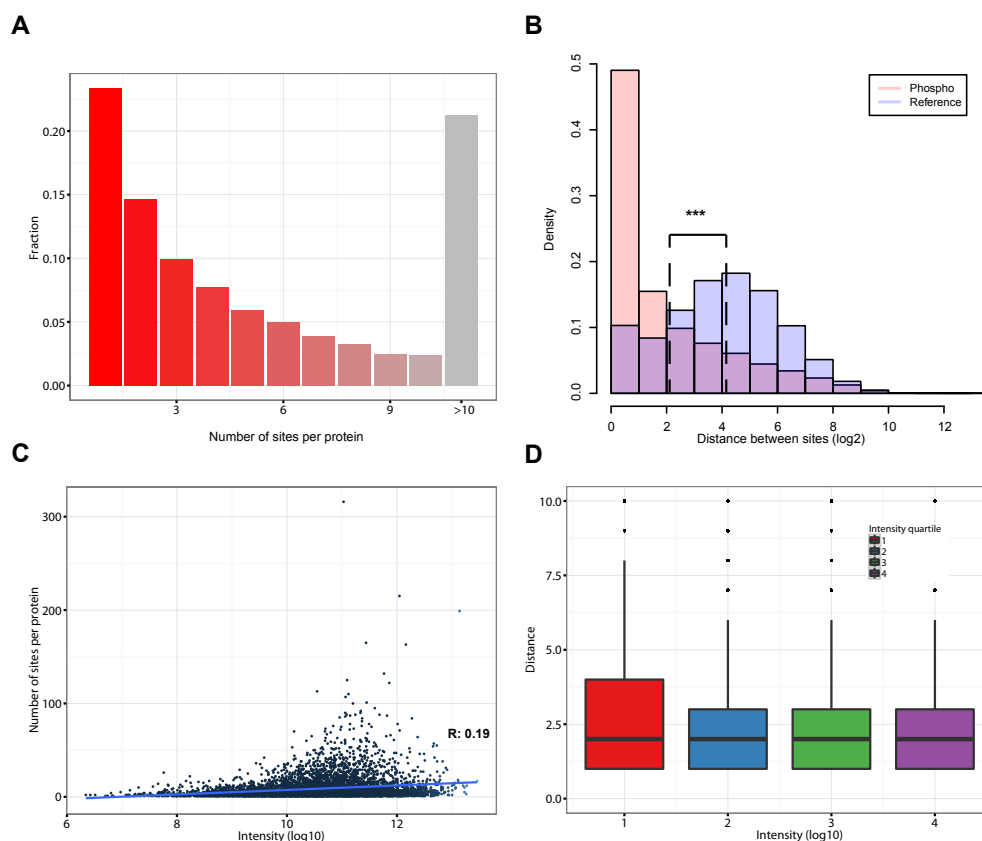 A
0.20
0.15
0.10
0.05
0.00
Fraction
3 6 9 >10
Number of sites per protein
B
0.5
0.4
0.3
0.2
0.1
0.0
Density
Phospho
Reference
***
0 2 4 6 8 10 12
Distance between sites (log2)
C
300
200
100
0
Number of sites per protein
R: 0.19
6 8 10 12
Intensity (log10)
D
10.0
7.5
5.0
2.5
0.0
Distance
Intensity quartile
1
2
3
4
1 2 3 4
Intensity (log10)